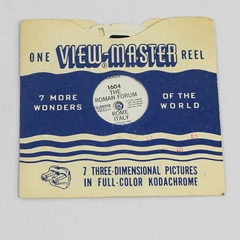 ONE VIEW-MASTER REEL
1604
THE
ROMAN FORUM
ROME
ITALY
7 MORE WONDERS
OF THE WORLD
7 THREE-DIMENSIONAL PICTURES
IN FULL-COLOR KODACHROME